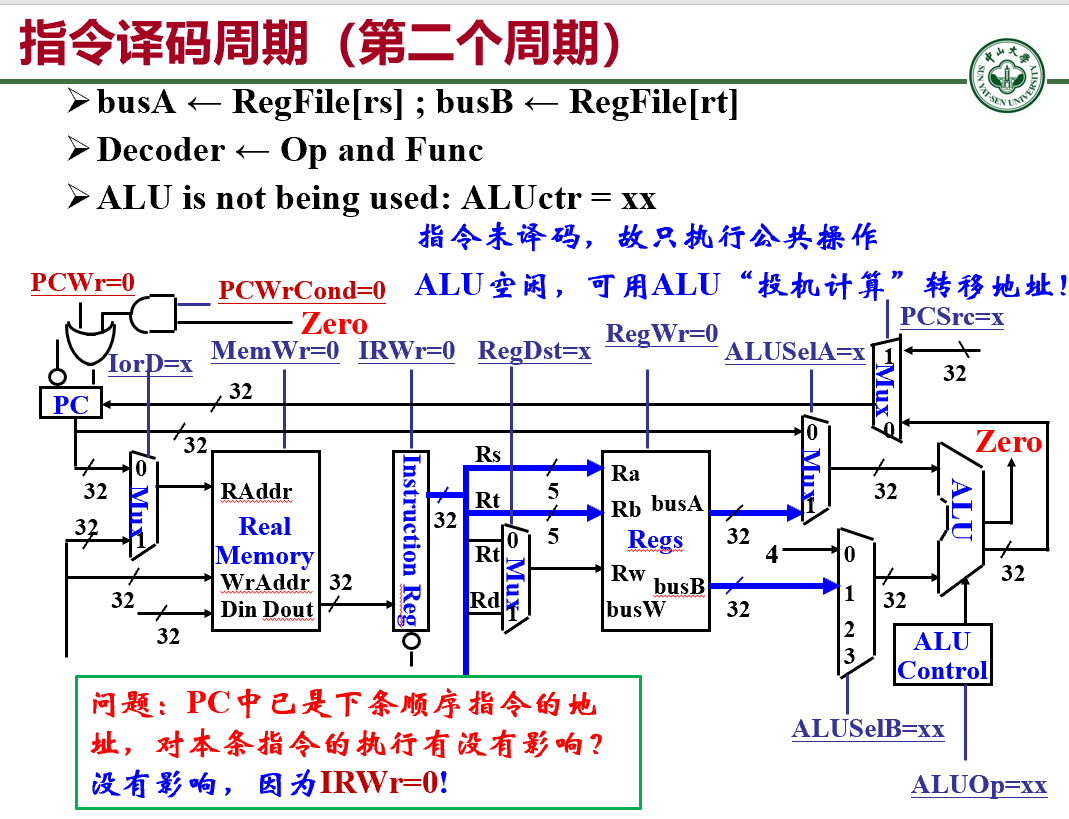 指令译码周期（第二个周期）
中山大学
SUN YAT-SEN UNIVERSITY
➢ busA ← RegFile[rs] ; busB ← RegFile[rt]
➢ Decoder ← Op and Func
➢ ALU is not being used: ALUctr = xx
指令未译码，故只执行公共操作
ALU空闲，可用ALU“投机计算”转移地址！
PCWr=0
PCWrCond=0
Zero
PCSrc=x
IorD=x
MemWr=0
IRWr=0
RegDst=x
RegWr=0
ALUSelA=x
1
Mux
0
32
PC
32
32
Zero
0
Mux
1
32
32
32
32
RAddr
Real
Memory
WrAddr
Din Dout
32
Instruction Reg
32
Rs
5
Rt
5
Rt
Rd
0
Mux
1
Ra
Rb
busA
Regs
Rw
busB
busW
32
32
0
Mux
1
32
4
0
1
2
3
32
ALU
32
ALU
Control
ALUSelB=xx
ALUOp=xx
问题：PC中已是下条顺序指令的地
址，对本条指令的执行有没有影响？
没有影响，因为IRWr=0!